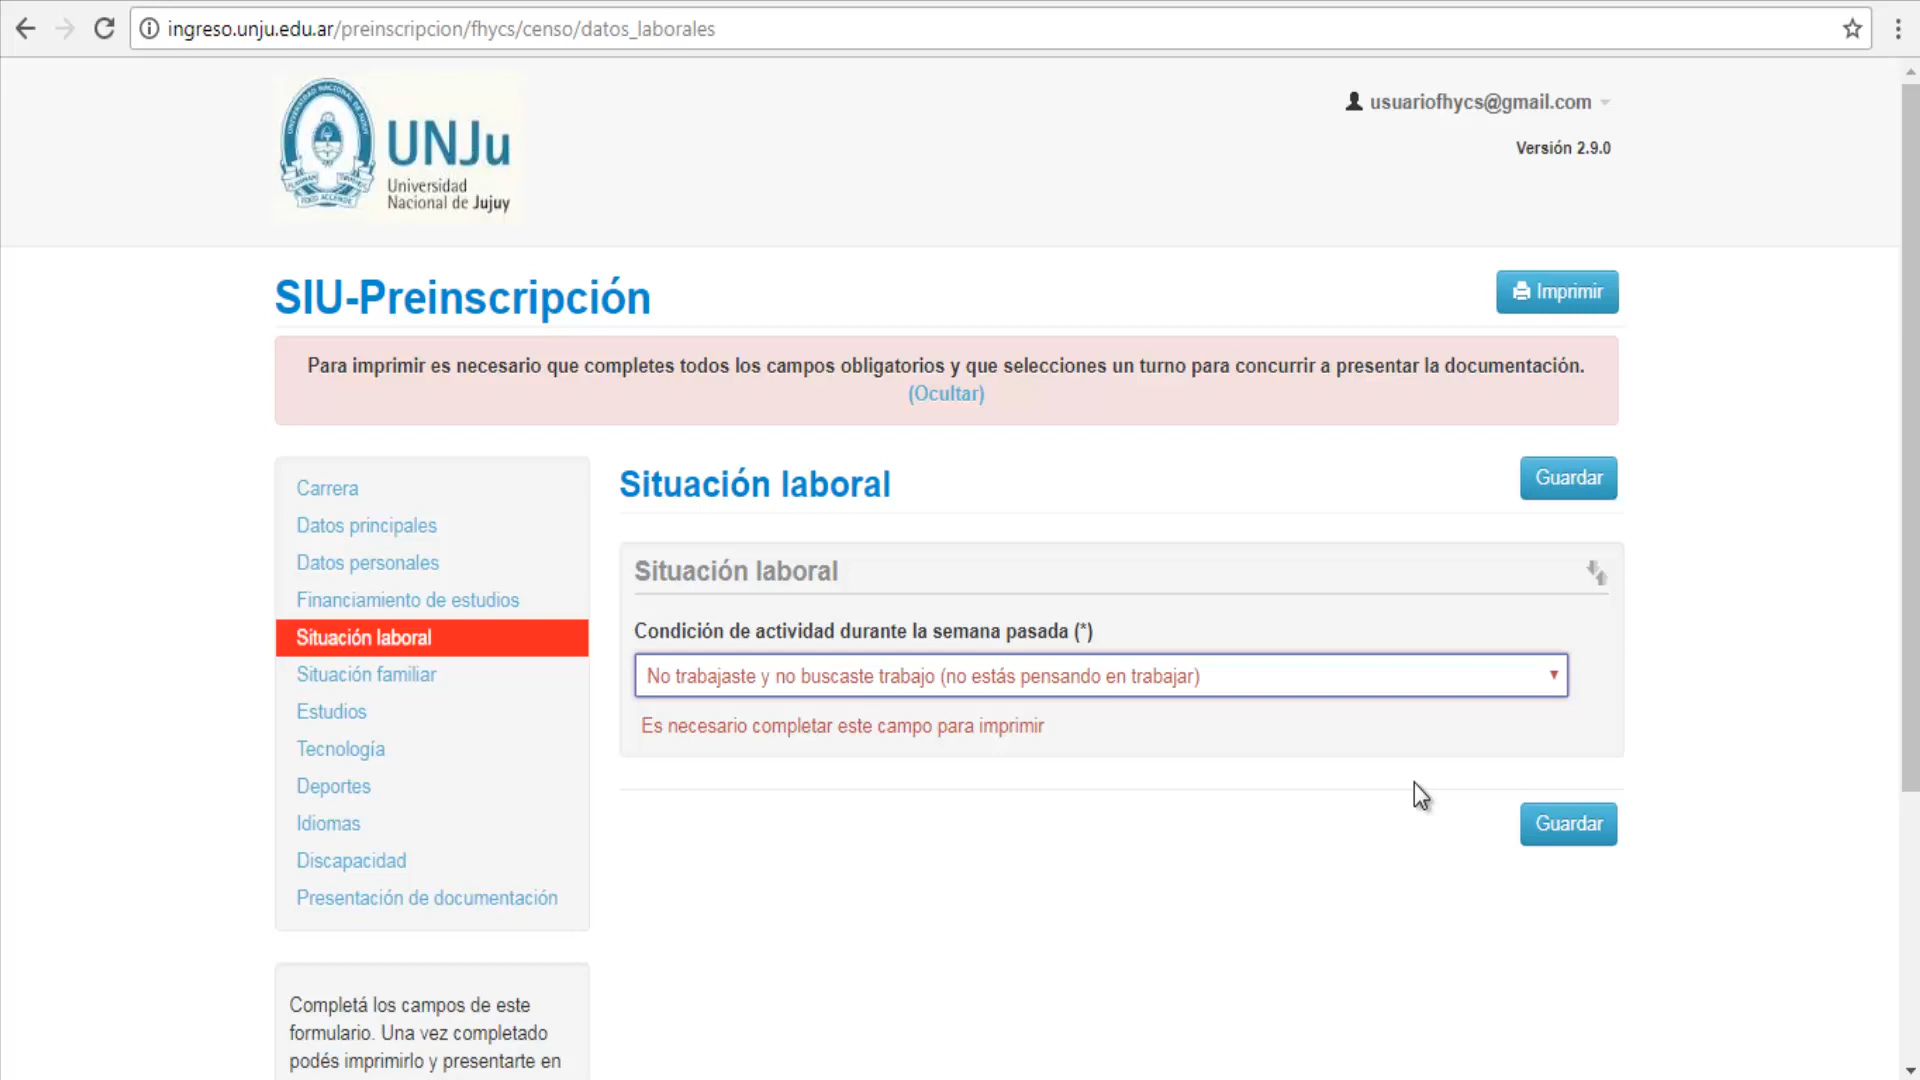 ingreso.unju.edu.ar/preinscripcion/fhycs/censo/datos_laborales
UNJu
Universidad
Nacional de Jujuy
usuariofhycs@gmail.com
Versión 2.9.0
SIU-Preinscripción
Imprimir
Para imprimir es necesario que completes todos los campos obligatorios y que selecciones un turno para concurrir a presentar la documentación.
(Ocultar)
Carrera
Datos principales
Datos personales
Financiamiento de estudios
Situación laboral
Situación familiar
Estudios
Tecnología
Deportes
Idiomas
Discapacidad
Presentación de documentación
Situación laboral
Guardar
Situación laboral
Condición de actividad durante la semana pasada (*)
No trabajaste y no buscaste trabajo (no estás pensando en trabajar)
Es necesario completar este campo para imprimir
Guardar
Completá los campos de este
formulario. Una vez completado
podés imprimirlo y presentarte en